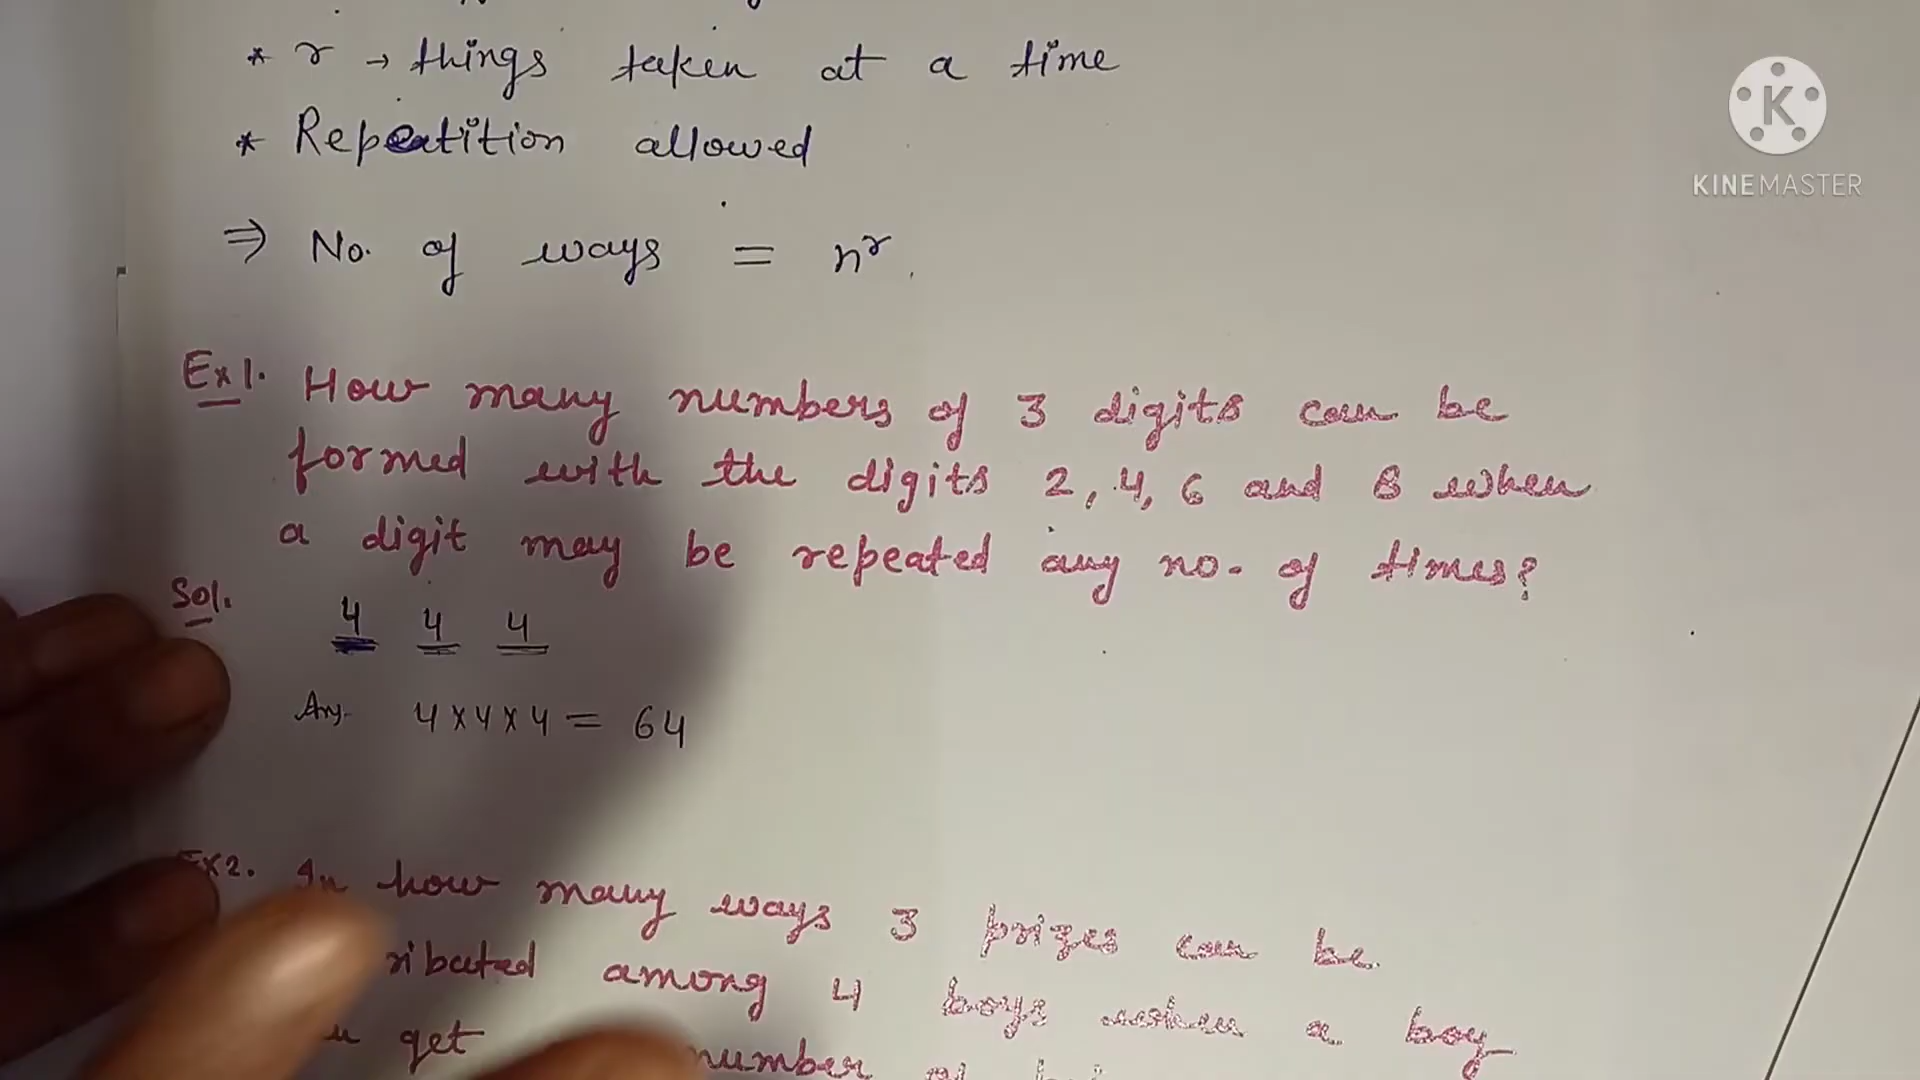 * r → things taken at a time
* Repeatition allowed
⇒ No. of ways = n^r.
KINEMASTER
Ex1. How many numbers of 3 digits can be
formed with the digits 2, 4, 6 and 8 when
a digit may be repeated any no. of times?
Sol.
4 4 4
Ans. 4×4×4 = 64
Ex2. In how many ways 3 prizes can be
among 4 boys when a boy
get number of